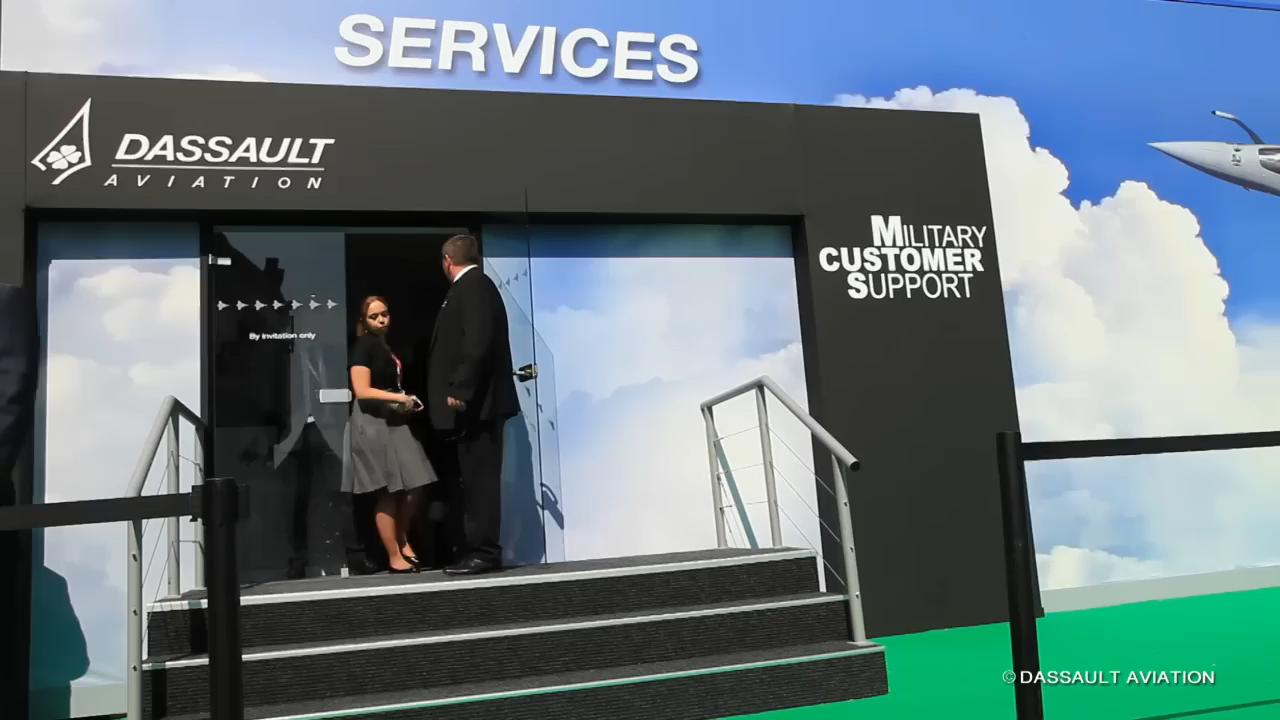 SERVICES
DASSAULT
AVIATION
MILITARY
CUSTOMER
SUPPORT
By invitation only
© DASSAULT AVIATION